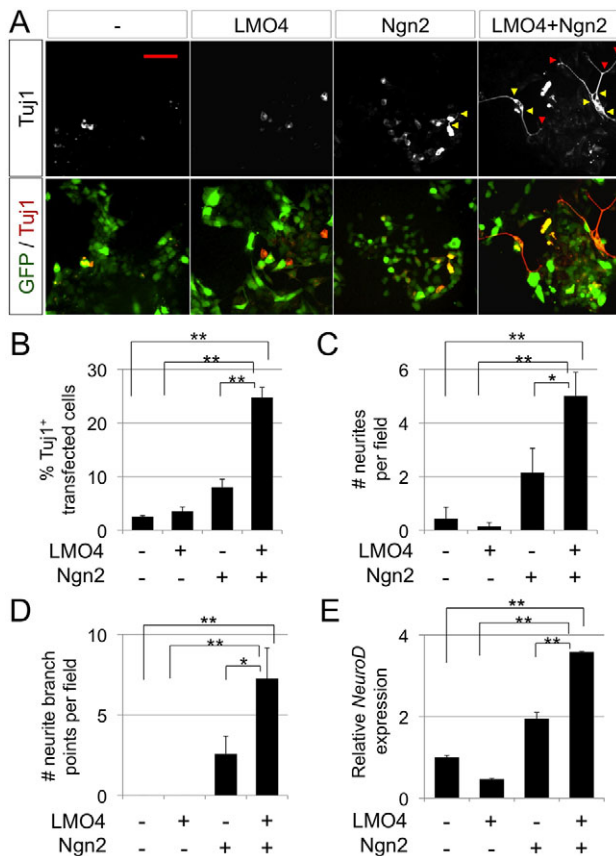 A
-
LMO4
Ngn2
LMO4+Ngn2
Tuj1
GFP / Tuj1
B
**
**
**
% Tuj1+
transfected cells
30
20
10
0
LMO4 - + - +
Ngn2 - - + +
C
**
**
*
# neurites
per field
6
4
2
0
LMO4 - + - +
Ngn2 - - + +
D
**
**
*
# neurite branch
points per field
10
5
0
LMO4 - + - +
Ngn2 - - + +
E
**
**
**
Relative NeuroD
expression
4
2
0
LMO4 - + - +
Ngn2 - - + +